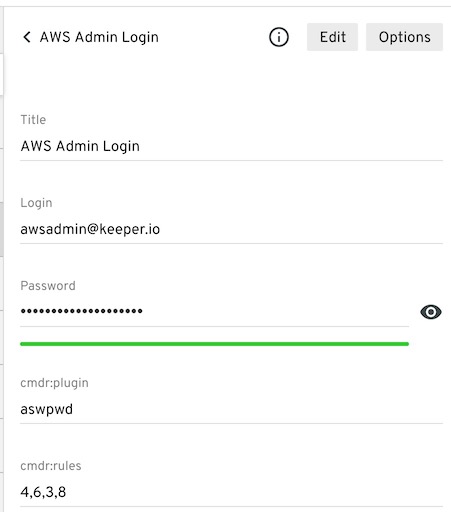 AWS Admin Login
Edit
Options
Title
AWS Admin Login
Login
awsadmin@keeper.io
Password
••••••••••••••••••••
cmdr:plugin
aswpwd
cmdr:rules
4,6,3,8